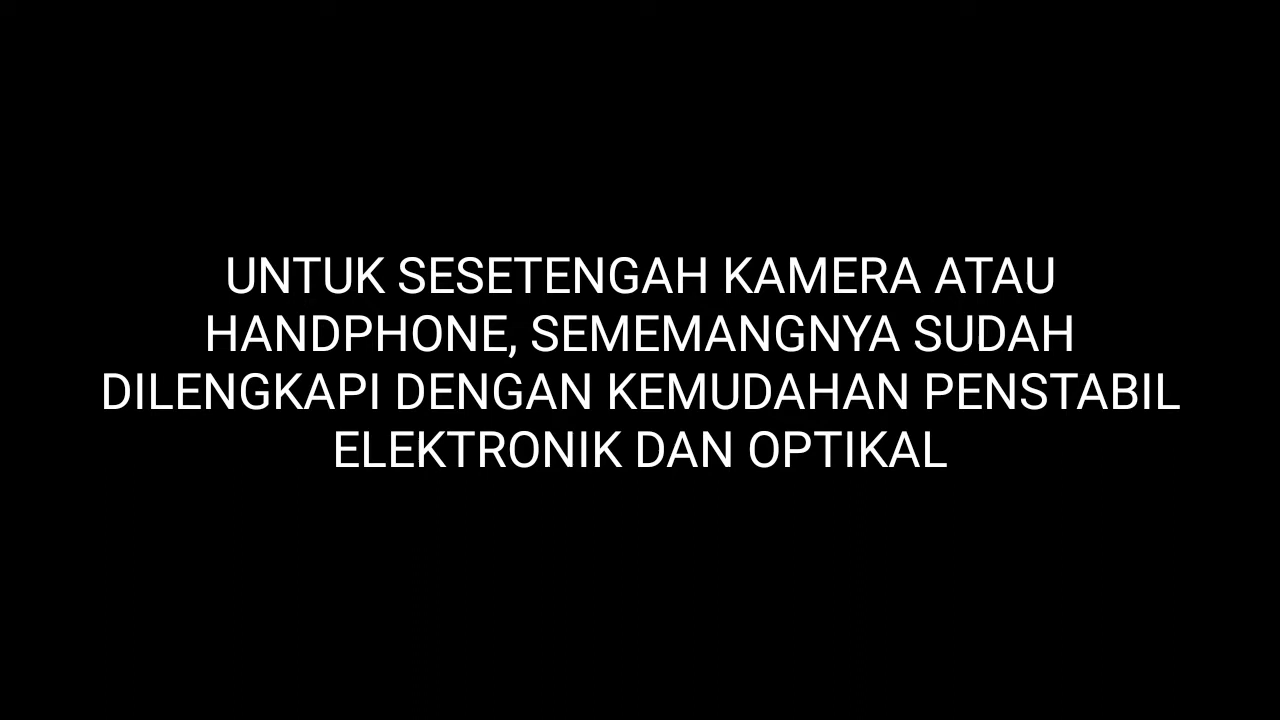 UNTUK SESETENGAH KAMERA ATAU
HANDPHONE, SEMEMANGNYA SUDAH
DILENGKAPI DENGAN KEMUDAHAN PENSTABIL
ELEKTRONIK DAN OPTIKAL